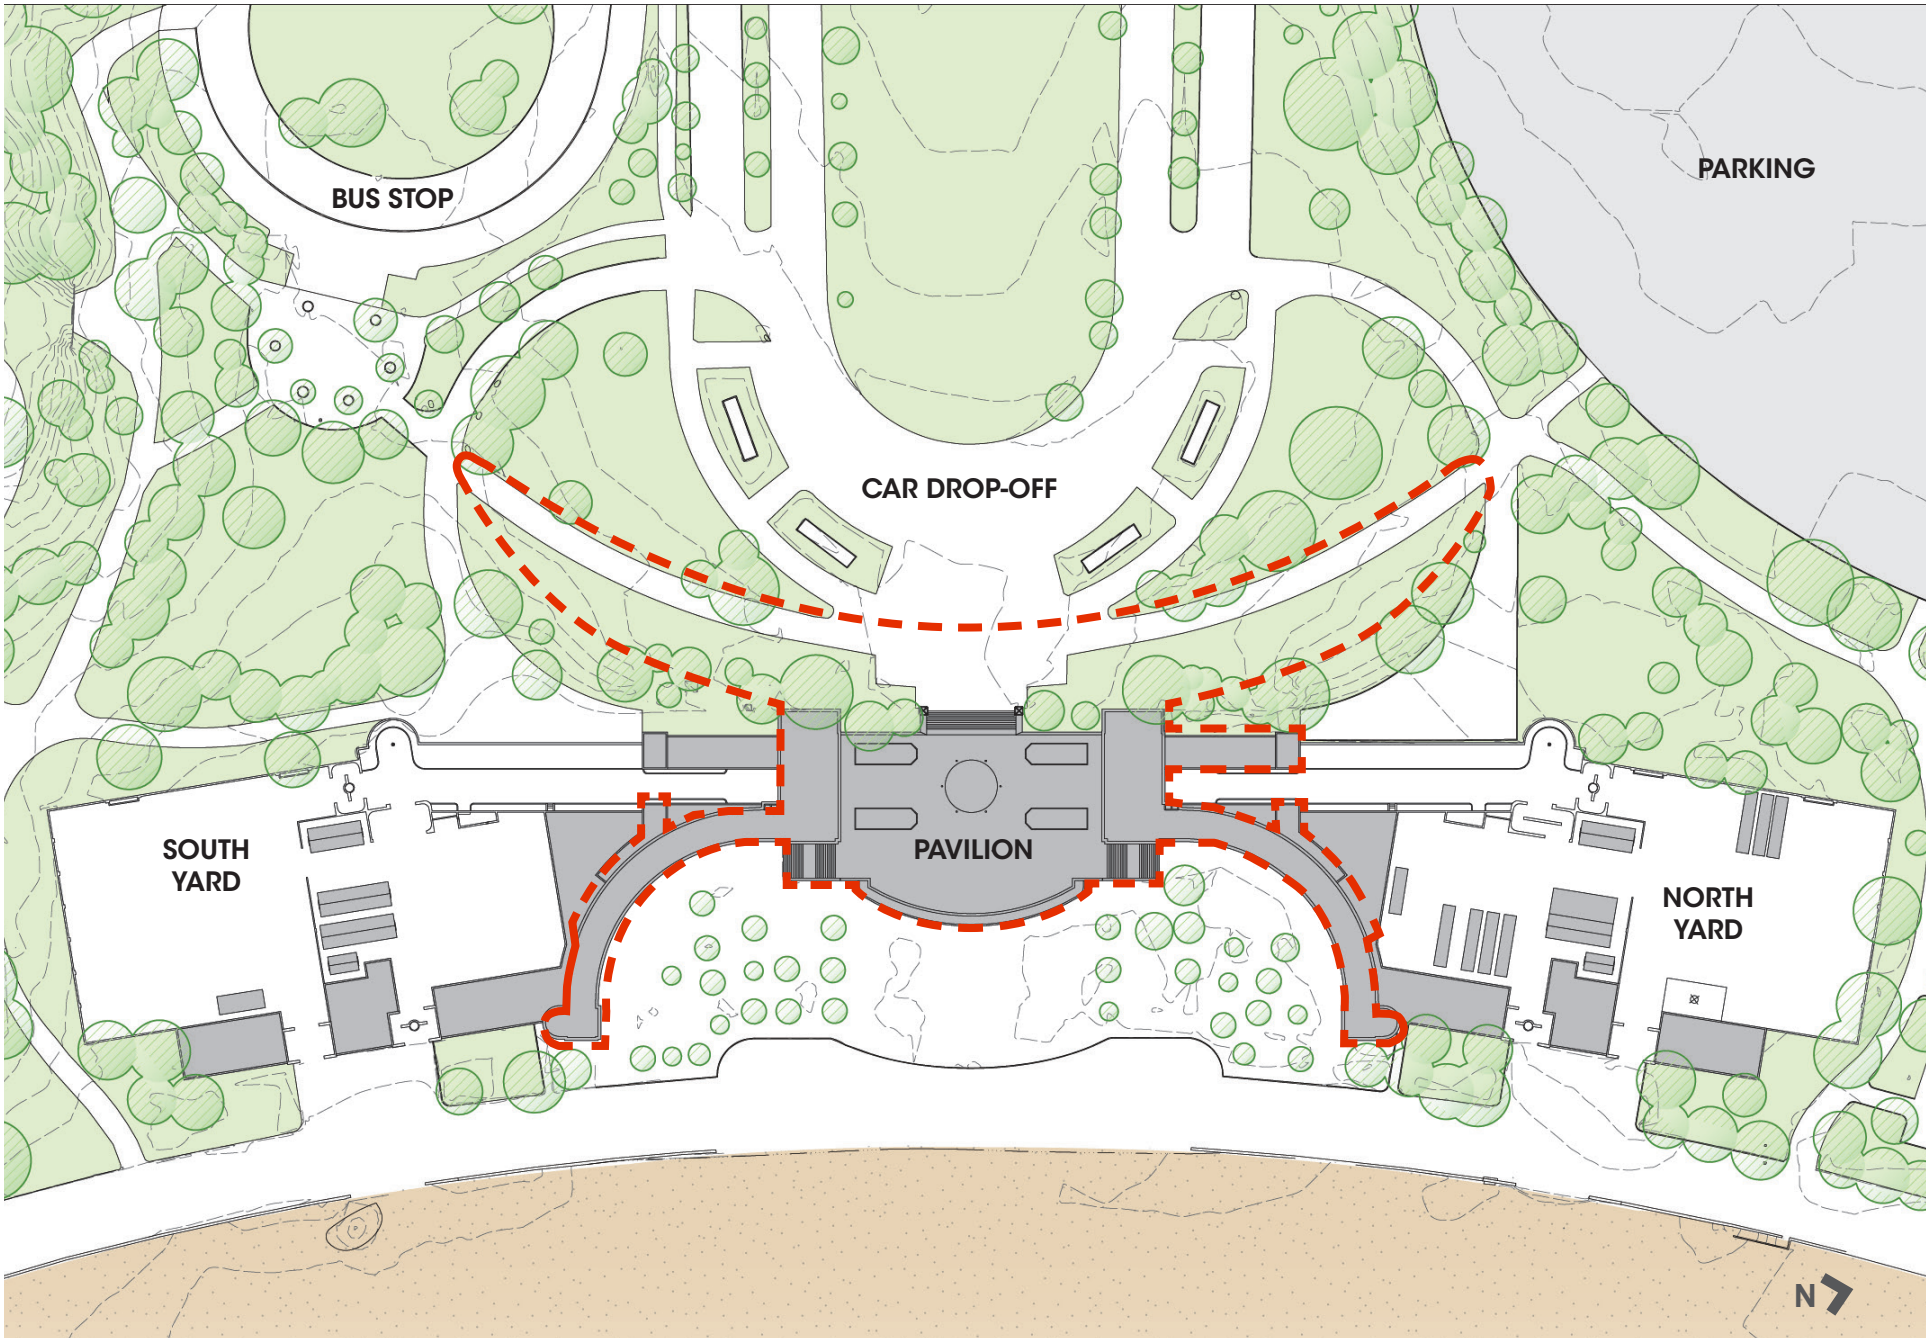 BUS STOP
PARKING
CAR DROP-OFF
PAVILION
SOUTH
YARD
NORTH
YARD
N